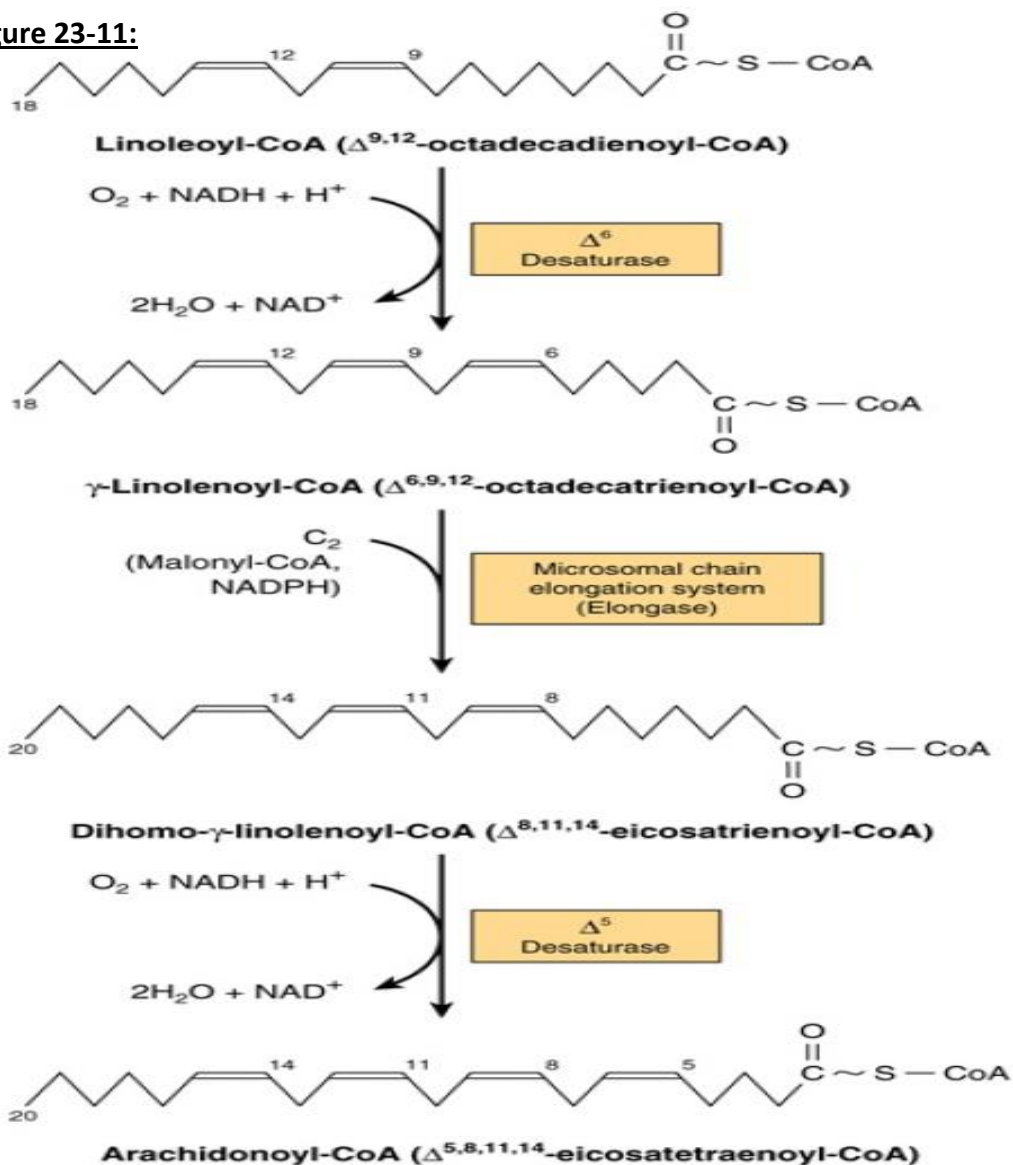 gure 23-11:
O
12 9 C ~ S — CoA
18
Linoleoyl-CoA (Δ9,12-octadecadienoyl-CoA)
O2 + NADH + H+
Δ6
Desaturase
2H2O + NAD+
12 9 6
18 C ~ S — CoA
O
γ-Linolenoyl-CoA (Δ6,9,12-octadecatrienoyl-CoA)
C2
(Malonyl-CoA,
NADPH)
Microsomal chain
elongation system
(Elongase)
14 11 8
20 C ~ S — CoA
O
Dihomo-γ-linolenoyl-CoA (Δ8,11,14-eicosatrienoyl-CoA)
O2 + NADH + H+
Δ5
Desaturase
2H2O + NAD+
O
14 11 8 5 C ~ S — CoA
20
Arachidonoyl-CoA (Δ5,8,11,14-eicosatetraenoyl-CoA)